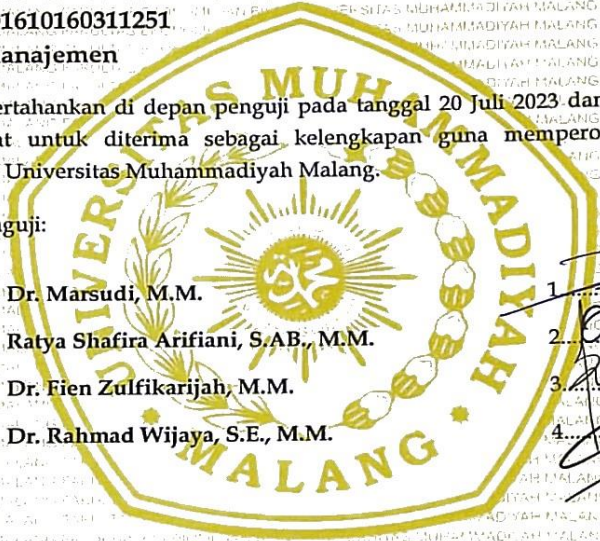 1610160311251
anajemen
ertahankan di depan penguji pada tanggal 20 Juli 2023 dan
at untuk diterima sebagai kelengkapan guna mempero
Universitas Muhammadiyah Malang.
guji:
Dr. Marsudi, M.M. 1......
Ratya Shafira Arifiani, S.AB., M.M. 2......
Dr. Fien Zulfikarijah, M.M. 3......
Dr. Rahmad Wijaya, S.E., M.M. 4......
UNIVERSITAS MUHAMMADIYAH
MALANG